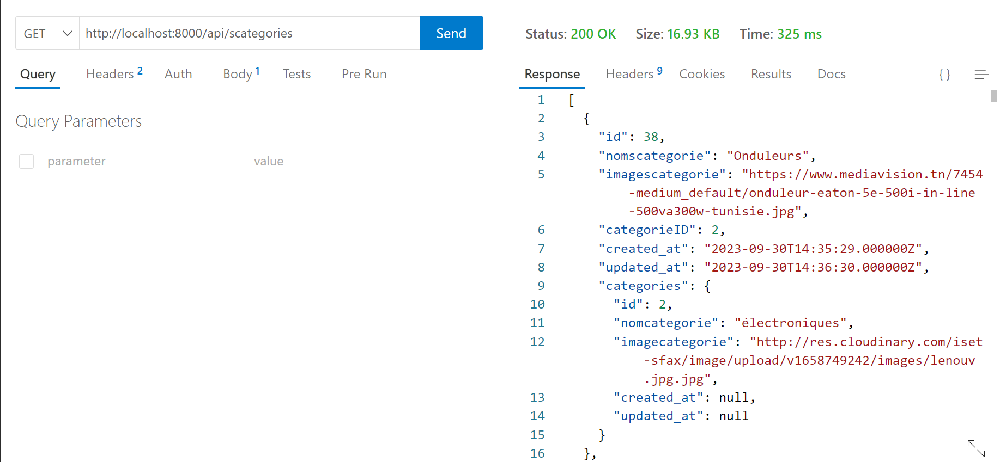 GET http://localhost:8000/api/scategories Send
Query Headers 2 Auth Body 1 Tests Pre Run
Query Parameters
parameter value
Status: 200 OK Size: 16.93 KB Time: 325 ms
Response Headers 9 Cookies Results Docs { }
1 [
2 {
3 "id": 38,
4 "nomscategorie": "Onduleurs",
5 "imagescategorie": "https://www.mediavision.tn/7454
-medium_default/onduleur-eaton-5e-500i-in-line
-500va300w-tunisie.jpg",
6 "categorieID": 2,
7 "created_at": "2023-09-30T14:35:29.000000Z",
8 "updated_at": "2023-09-30T14:36:30.000000Z",
9 "categories": {
10 "id": 2,
11 "nomcategorie": "électroniques",
12 "imagecategorie": "http://res.cloudinary.com/iset
-sfax/image/upload/v1658749242/images/lenouv
.jpg.jpg",
13 "created_at": null,
14 "updated_at": null
15 }
16 },